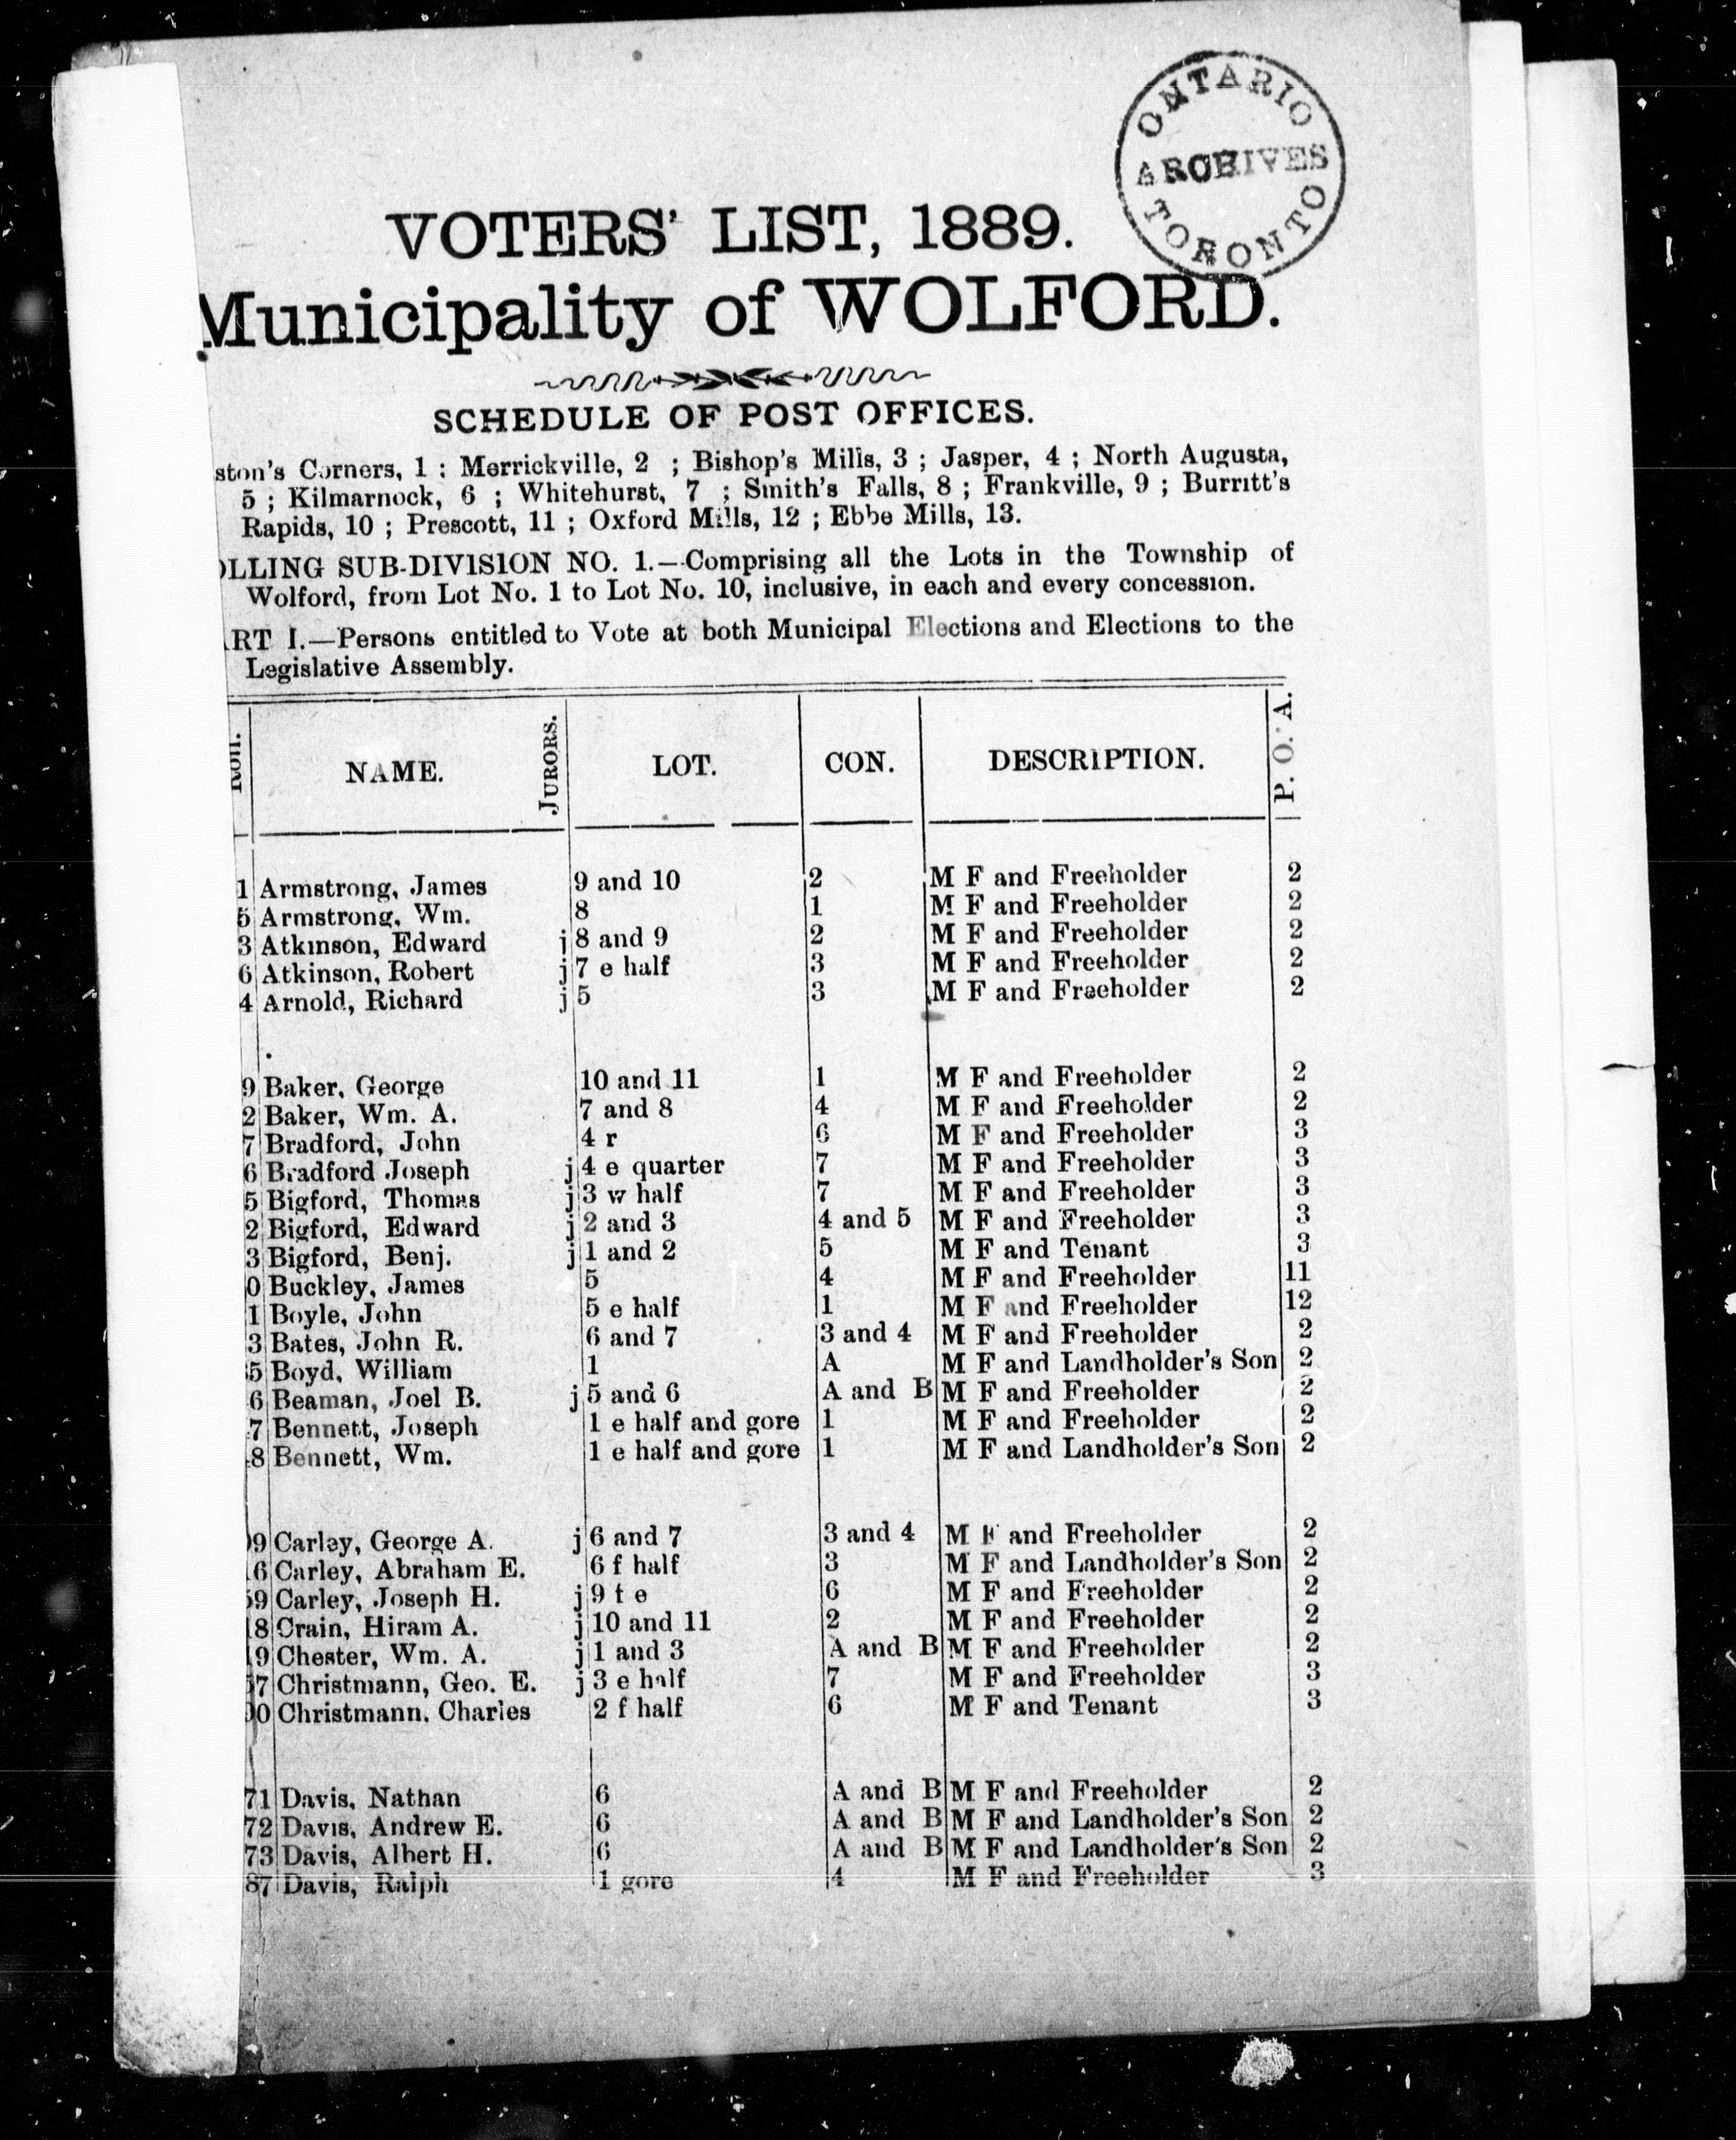 ONTARIO
ARCHIVES
TORONTO
VOTERS' LIST, 1889.
Municipality of WOLFORD.
SCHEDULE OF POST OFFICES.
ston's Corners, 1 : Merrickville, 2 ; Bishop's Mills, 3 ; Jasper, 4 ; North Augusta,
5 ; Kilmarnock, 6 ; Whitehurst, 7 ; Smith's Falls, 8 ; Frankville, 9 ; Burritt's
Rapids, 10 ; Prescott, 11 ; Oxford Mills, 12 ; Ebbe Mills, 13.
OLLING SUB-DIVISION NO. 1.—Comprising all the Lots in the Township of
Wolford, from Lot No. 1 to Lot No. 10, inclusive, in each and every concession.
ART I.—Persons entitled to Vote at both Municipal Elections and Elections to the
Legislative Assembly.
Roll. NAME. JURORS. LOT. CON. DESCRIPTION. P. O. A.
1 Armstrong, James 9 and 10 2 M F and Freeholder 2
5 Armstrong, Wm. 8 1 M F and Freeholder 2
3 Atkinson, Edward j 8 and 9 2 M F and Freeholder 2
6 Atkinson, Robert j 7 e half 3 M F and Freeholder 2
4 Arnold, Richard j 5 3 M F and Freeholder 2
9 Baker, George 10 and 11 1 M F and Freeholder 2
2 Baker, Wm. A. 7 and 8 4 M F and Freeholder 2
7 Bradford, John 4 r 6 M F and Freeholder 3
6 Bradford Joseph j 4 e quarter 7 M F and Freeholder 3
5 Bigford, Thomas j 3 w half 7 M F and Freeholder 3
2 Bigford, Edward j 2 and 3 4 and 5 M F and Freeholder 3
3 Bigford, Benj. j 1 and 2 5 M F and Tenant 3
0 Buckley, James 5 4 M F and Freeholder 11
1 Boyle, John 5 e half 1 M F and Freeholder 12
3 Bates, John R. 6 and 7 3 and 4 M F and Freeholder 2
5 Boyd, William 1 A M F and Landholder's Son 2
6 Beaman, Joel B. j 5 and 6 A and B M F and Freeholder 2
7 Bennett, Joseph 1 e half and gore 1 M F and Freeholder 2
8 Bennett, Wm. 1 e half and gore 1 M F and Landholder's Son 2
9 Carley, George A. j 6 and 7 3 and 4 M F and Freeholder 2
6 Carley, Abraham E. 6 f half 3 M F and Landholder's Son 2
59 Carley, Joseph H. j 9 t e 6 M F and Freeholder 2
18 Crain, Hiram A. j 10 and 11 2 M F and Freeholder 2
19 Chester, Wm. A. j 1 and 3 A and B M F and Freeholder 2
57 Christmann, Geo. E. j 3 e half 7 M F and Freeholder 3
00 Christmann. Charles 2 f half 6 M F and Tenant 3
71 Davis, Nathan 6 A and B M F and Freeholder 2
72 Davis, Andrew E. 6 A and B M F and Landholder's Son 2
73 Davis, Albert H. 6 A and B M F and Landholder's Son 2
87 Davis, Ralph 1 gore 4 M F and Freeholder 3